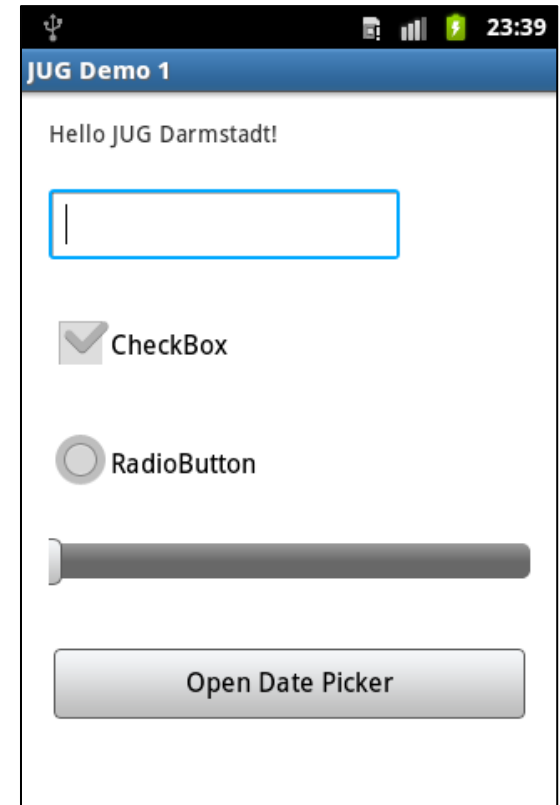 23:39
JUG Demo 1
Hello JUG Darmstadt!
CheckBox
RadioButton
Open Date Picker